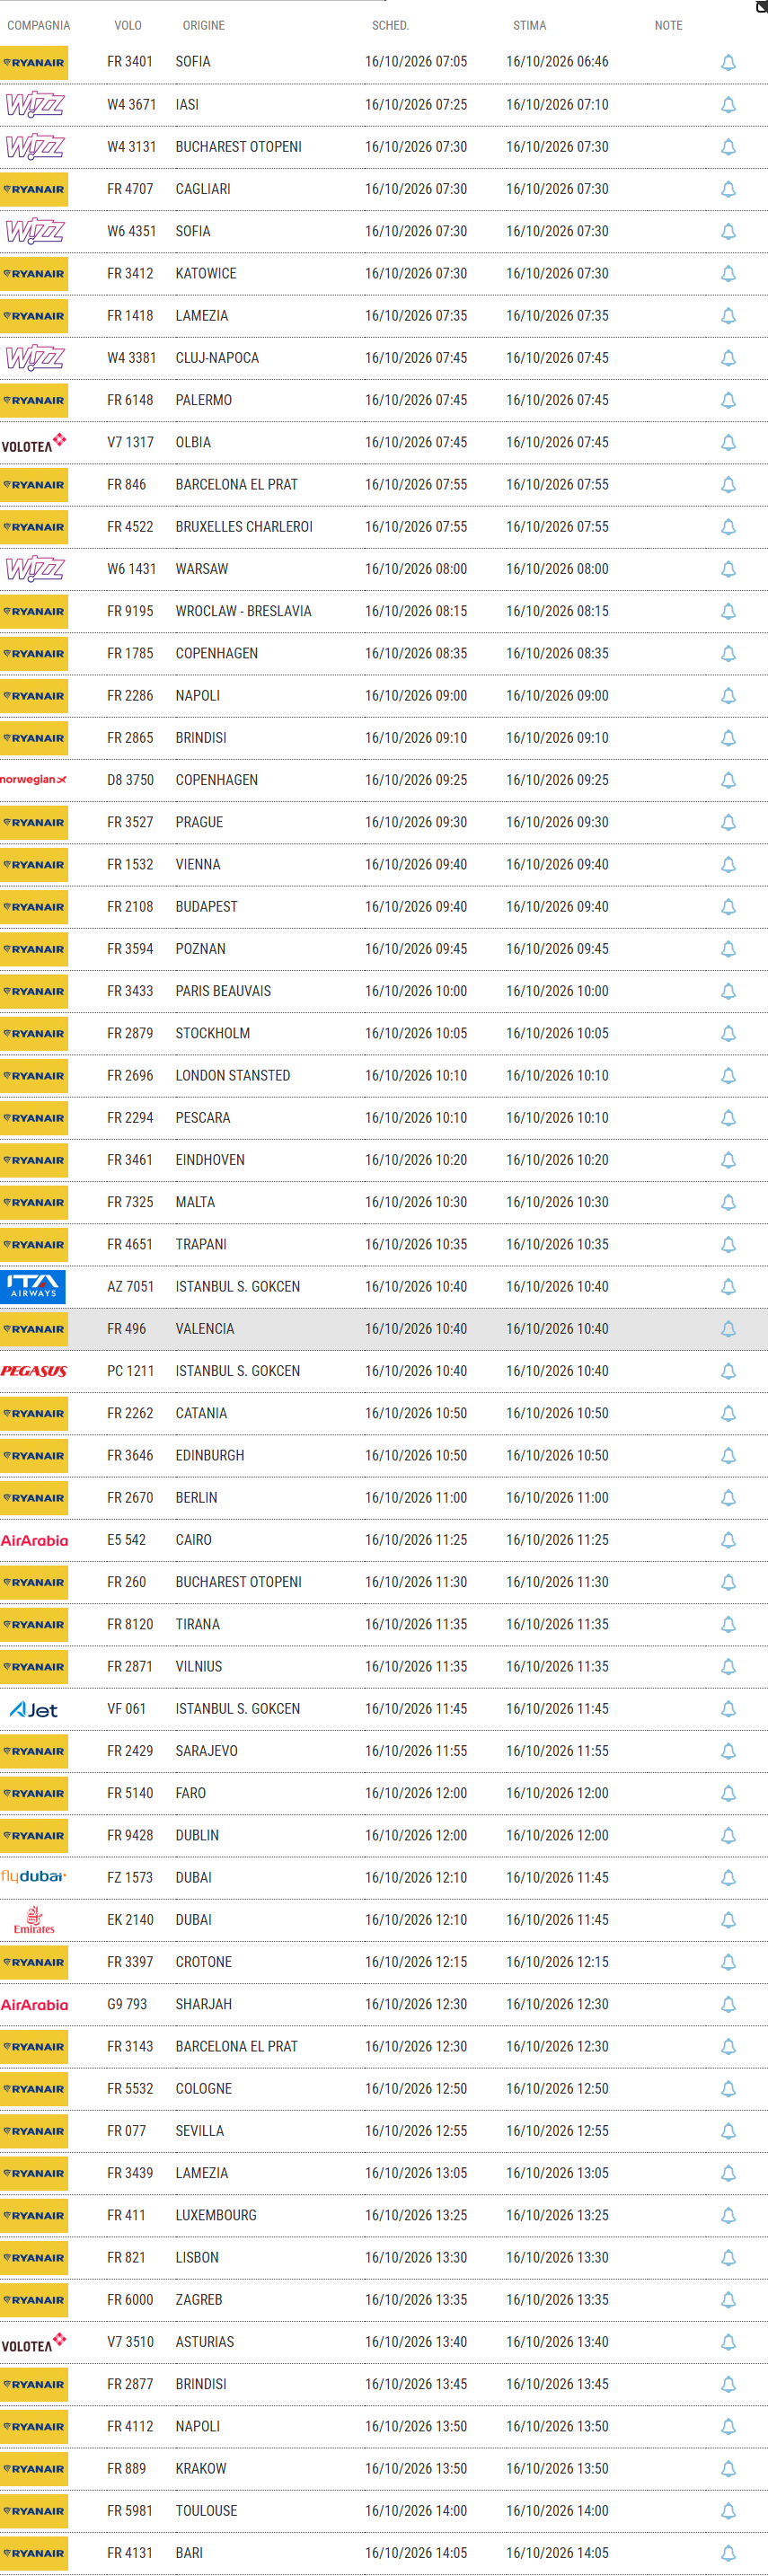 COMPAGNIA VOLO ORIGINE SCHED. STIMA NOTE
RYANAIR FR 3401 SOFIA 16/10/2026 07:05 16/10/2026 06:46
WIZZ W4 3671 IASI 16/10/2026 07:25 16/10/2026 07:10
WIZZ W4 3131 BUCHAREST OTOPENI 16/10/2026 07:30 16/10/2026 07:30
RYANAIR FR 4707 CAGLIARI 16/10/2026 07:30 16/10/2026 07:30
WIZZ W6 4351 SOFIA 16/10/2026 07:30 16/10/2026 07:30
RYANAIR FR 3412 KATOWICE 16/10/2026 07:30 16/10/2026 07:30
RYANAIR FR 1418 LAMEZIA 16/10/2026 07:35 16/10/2026 07:35
WIZZ W4 3381 CLUJ-NAPOCA 16/10/2026 07:45 16/10/2026 07:45
RYANAIR FR 6148 PALERMO 16/10/2026 07:45 16/10/2026 07:45
VOLOTEA V7 1317 OLBIA 16/10/2026 07:45 16/10/2026 07:45
RYANAIR FR 846 BARCELONA EL PRAT 16/10/2026 07:55 16/10/2026 07:55
RYANAIR FR 4522 BRUXELLES CHARLEROI 16/10/2026 07:55 16/10/2026 07:55
WIZZ W6 1431 WARSAW 16/10/2026 08:00 16/10/2026 08:00
RYANAIR FR 9195 WROCLAW - BRESLAVIA 16/10/2026 08:15 16/10/2026 08:15
RYANAIR FR 1785 COPENHAGEN 16/10/2026 08:35 16/10/2026 08:35
RYANAIR FR 2286 NAPOLI 16/10/2026 09:00 16/10/2026 09:00
RYANAIR FR 2865 BRINDISI 16/10/2026 09:10 16/10/2026 09:10
norwegian D8 3750 COPENHAGEN 16/10/2026 09:25 16/10/2026 09:25
RYANAIR FR 3527 PRAGUE 16/10/2026 09:30 16/10/2026 09:30
RYANAIR FR 1532 VIENNA 16/10/2026 09:40 16/10/2026 09:40
RYANAIR FR 2108 BUDAPEST 16/10/2026 09:40 16/10/2026 09:40
RYANAIR FR 3594 POZNAN 16/10/2026 09:45 16/10/2026 09:45
RYANAIR FR 3433 PARIS BEAUVAIS 16/10/2026 10:00 16/10/2026 10:00
RYANAIR FR 2879 STOCKHOLM 16/10/2026 10:05 16/10/2026 10:05
RYANAIR FR 2696 LONDON STANSTED 16/10/2026 10:10 16/10/2026 10:10
RYANAIR FR 2294 PESCARA 16/10/2026 10:10 16/10/2026 10:10
RYANAIR FR 3461 EINDHOVEN 16/10/2026 10:20 16/10/2026 10:20
RYANAIR FR 7325 MALTA 16/10/2026 10:30 16/10/2026 10:30
RYANAIR FR 4651 TRAPANI 16/10/2026 10:35 16/10/2026 10:35
ITA AIRWAYS AZ 7051 ISTANBUL S. GOKCEN 16/10/2026 10:40 16/10/2026 10:40
RYANAIR FR 496 VALENCIA 16/10/2026 10:40 16/10/2026 10:40
PEGASUS PC 1211 ISTANBUL S. GOKCEN 16/10/2026 10:40 16/10/2026 10:40
RYANAIR FR 2262 CATANIA 16/10/2026 10:50 16/10/2026 10:50
RYANAIR FR 3646 EDINBURGH 16/10/2026 10:50 16/10/2026 10:50
RYANAIR FR 2670 BERLIN 16/10/2026 11:00 16/10/2026 11:00
AirArabia E5 542 CAIRO 16/10/2026 11:25 16/10/2026 11:25
RYANAIR FR 260 BUCHAREST OTOPENI 16/10/2026 11:30 16/10/2026 11:30
RYANAIR FR 8120 TIRANA 16/10/2026 11:35 16/10/2026 11:35
RYANAIR FR 2871 VILNIUS 16/10/2026 11:35 16/10/2026 11:35
AJet VF 061 ISTANBUL S. GOKCEN 16/10/2026 11:45 16/10/2026 11:45
RYANAIR FR 2429 SARAJEVO 16/10/2026 11:55 16/10/2026 11:55
RYANAIR FR 5140 FARO 16/10/2026 12:00 16/10/2026 12:00
RYANAIR FR 9428 DUBLIN 16/10/2026 12:00 16/10/2026 12:00
flydubai FZ 1573 DUBAI 16/10/2026 12:10 16/10/2026 11:45
Emirates EK 2140 DUBAI 16/10/2026 12:10 16/10/2026 11:45
RYANAIR FR 3397 CROTONE 16/10/2026 12:15 16/10/2026 12:15
AirArabia G9 793 SHARJAH 16/10/2026 12:30 16/10/2026 12:30
RYANAIR FR 3143 BARCELONA EL PRAT 16/10/2026 12:30 16/10/2026 12:30
RYANAIR FR 5532 COLOGNE 16/10/2026 12:50 16/10/2026 12:50
RYANAIR FR 077 SEVILLA 16/10/2026 12:55 16/10/2026 12:55
RYANAIR FR 3439 LAMEZIA 16/10/2026 13:05 16/10/2026 13:05
RYANAIR FR 411 LUXEMBOURG 16/10/2026 13:25 16/10/2026 13:25
RYANAIR FR 821 LISBON 16/10/2026 13:30 16/10/2026 13:30
RYANAIR FR 6000 ZAGREB 16/10/2026 13:35 16/10/2026 13:35
VOLOTEA V7 3510 ASTURIAS 16/10/2026 13:40 16/10/2026 13:40
RYANAIR FR 2877 BRINDISI 16/10/2026 13:45 16/10/2026 13:45
RYANAIR FR 4112 NAPOLI 16/10/2026 13:50 16/10/2026 13:50
RYANAIR FR 889 KRAKOW 16/10/2026 13:50 16/10/2026 13:50
RYANAIR FR 5981 TOULOUSE 16/10/2026 14:00 16/10/2026 14:00
RYANAIR FR 4131 BARI 16/10/2026 14:05 16/10/2026 14:05